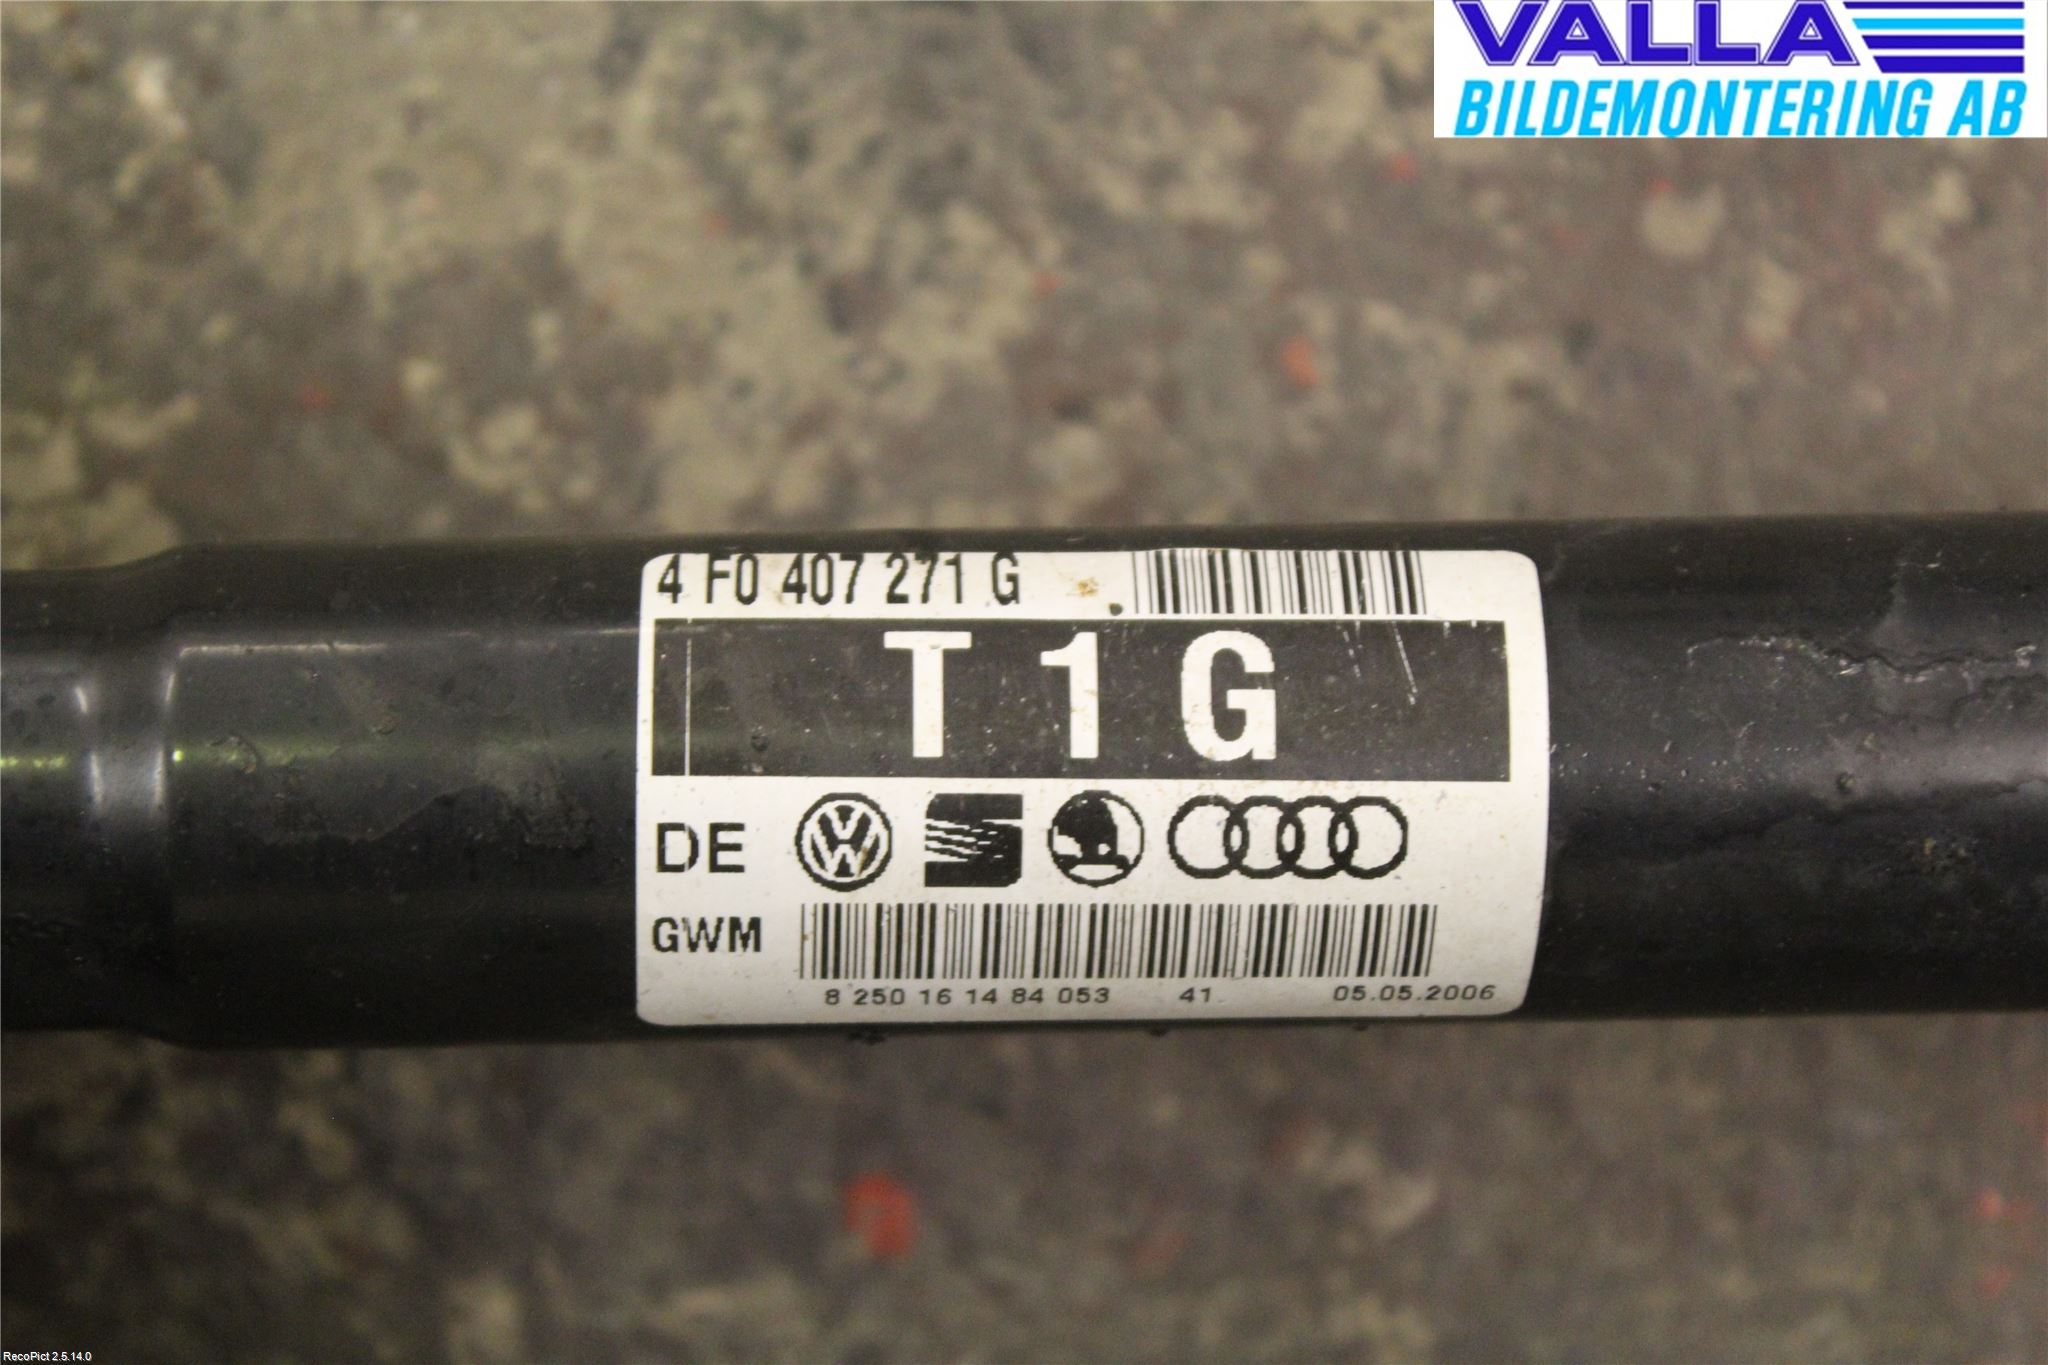 VALLA
BILDEMONTERING AB
4 F0 407 271 G
T 1 G
DE
GWM
8 250 16 14 84 053 41 05.05.2006
RecoPict 2.5.14.0